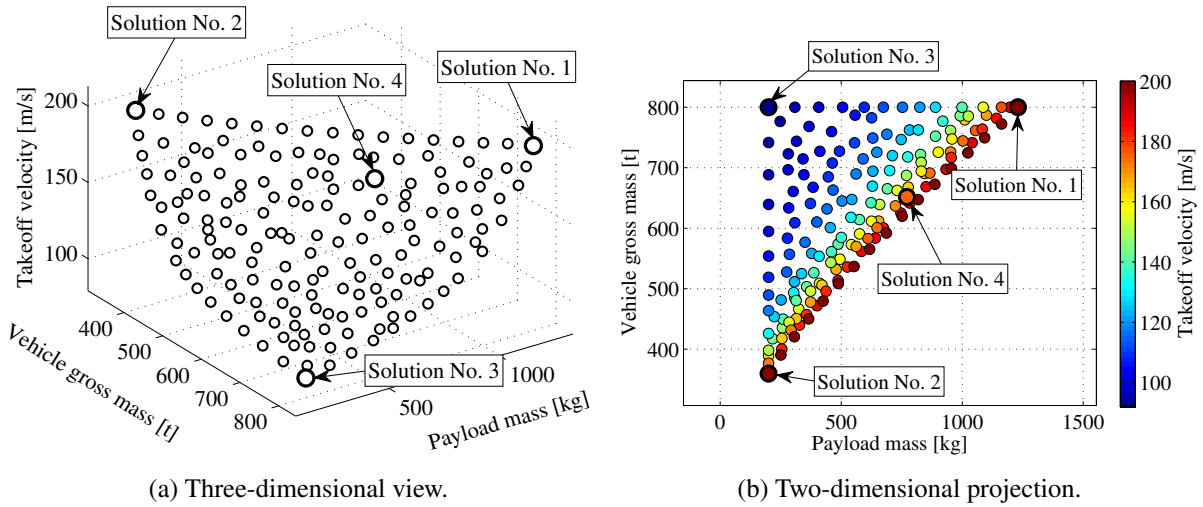 Solution No. 2
Solution No. 4
Solution No. 1
Solution No. 3
Takeoff velocity [m/s]
200
150
100
Vehicle gross mass [t]
400
500
600
700
800
Payload mass [kg]
500
1000
(a) Three-dimensional view.
Solution No. 3
Solution No. 1
Solution No. 4
Solution No. 2
Vehicle gross mass [t]
800
700
600
500
400
0
500
1000
1500
Payload mass [kg]
200
180
160
140
120
100
Takeoff velocity [m/s]
(b) Two-dimensional projection.